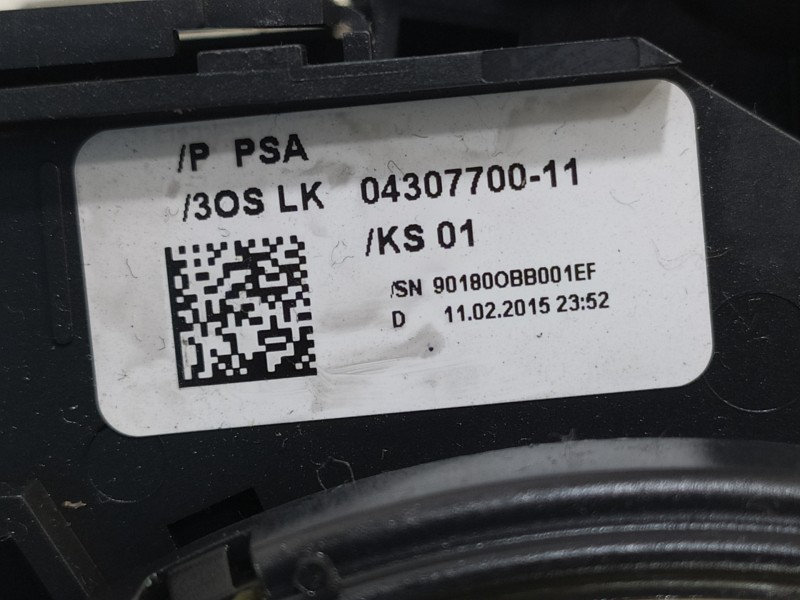 /P PSA
/3OS LK 04307700-11
/KS 01
/SN 90180OBB001EF
D 11.02.2015 23:52